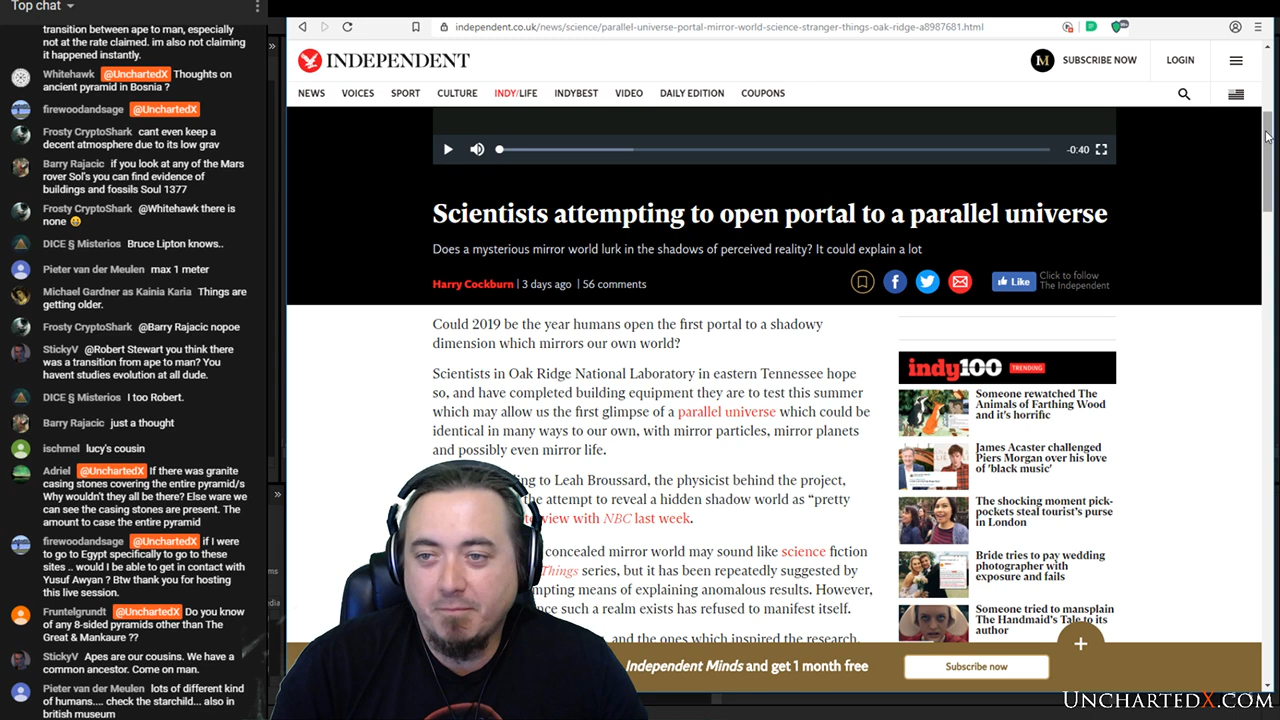 Top chat
transition between ape to man, especially
not at the rate claimed. im also not claiming
it happened instantly.
Whitehawk @UnchartedX Thoughts on
ancient pyramid in Bosnia ?
firewoodandsage @UnchartedX
Frosty CryptoShark cant even keep a
decent atmosphere due to its low grav
Barry Rajacic if you look at any of the Mars
rover Sol's you can find evidence of
buildings and fossils Soul 1377
Frosty CryptoShark @Whitehawk there is
none
DICE § Misterios Bruce Lipton knows..
Pieter van der Meulen max 1 meter
Michael Gardner as Kainia Karia Things are
getting older.
Frosty CryptoShark @Barry Rajacic nopoe
StickyV @Robert Stewart you think there
was a transition from ape to man? You
havent studies evolution at all dude.
DICE § Misterios I too Robert.
Barry Rajacic just a thought
ischmel lucy's cousin
Adriel @UnchartedX If there was granite
casing stones covering the entire pyramid/s
Why wouldn't they all be there? Else ware we
can see the casing stones are present. The
amount to case the entire pyramid
firewoodandsage @UnchartedX if I were
to go to Egypt specifically to go to these
sites .. would I be able to get in contact with
Yusuf Awyan ? Btw thank you for hosting
this live session.
Fruntelgrundt @UnchartedX Do you know
of any 8-sided pyramids other than The
Great & Mankaure ??
StickyV Apes are our cousins. We have a
common ancestor. Come on man.
Pieter van der Meulen lots of different kind
of humans.... check the starchild... also in
british museum
independent.co.uk/news/science/parallel-universe-portal-mirror-world-science-stranger-things-oak-ridge-a8987681.html
INDEPENDENT
M SUBSCRIBE NOW LOGIN
NEWS VOICES SPORT CULTURE INDY/LIFE INDYBEST VIDEO DAILY EDITION COUPONS
-0:40
Scientists attempting to open portal to a parallel universe
Does a mysterious mirror world lurk in the shadows of perceived reality? It could explain a lot
Harry Cockburn | 3 days ago | 56 comments
Like
Click to follow
The Independent
Could 2019 be the year humans open the first portal to a shadowy
dimension which mirrors our own world?
Scientists in Oak Ridge National Laboratory in eastern Tennessee hope
so, and have completed building equipment they are to test this summer
which may allow us the first glimpse of a parallel universe which could be
identical in many ways to our own, with mirror particles, mirror planets
and possibly even mirror life.
ng to Leah Broussard, the physicist behind the project,
the attempt to reveal a hidden shadow world as “pretty
view with NBC last week.
concealed mirror world may sound like science fiction
Things series, but it has been repeatedly suggested by
mpting means of explaining anomalous results. However,
nce such a realm exists has refused to manifest itself.
and the ones which inspired the research,
indy100 TRENDING
Someone rewatched The
Animals of Farthing Wood
and it's horrific
James Acaster challenged
Piers Morgan over his love
of 'black music'
The shocking moment pick-
pockets steal tourist's purse
in London
Bride tries to pay wedding
photographer with
exposure and fails
Someone tried to mansplain
The Handmaid's Tale to its
author
Independent Minds and get 1 month free
Subscribe now
+
UnchartedX.com